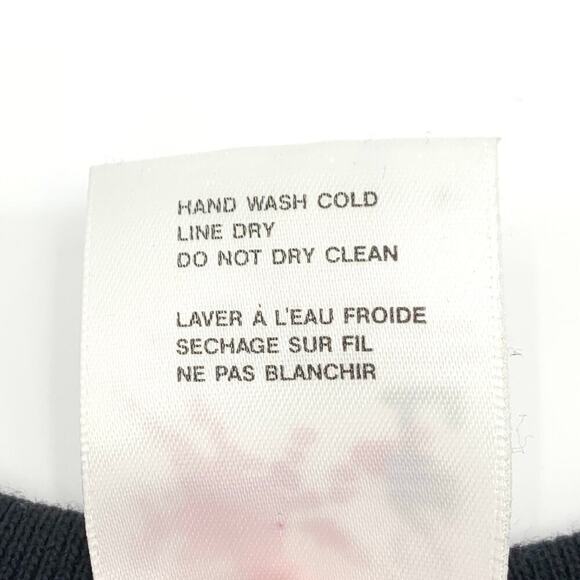 HAND WASH COLD
LINE DRY
DO NOT DRY CLEAN
LAVER À L'EAU FROIDE
SECHAGE SUR FIL
NE PAS BLANCHIR